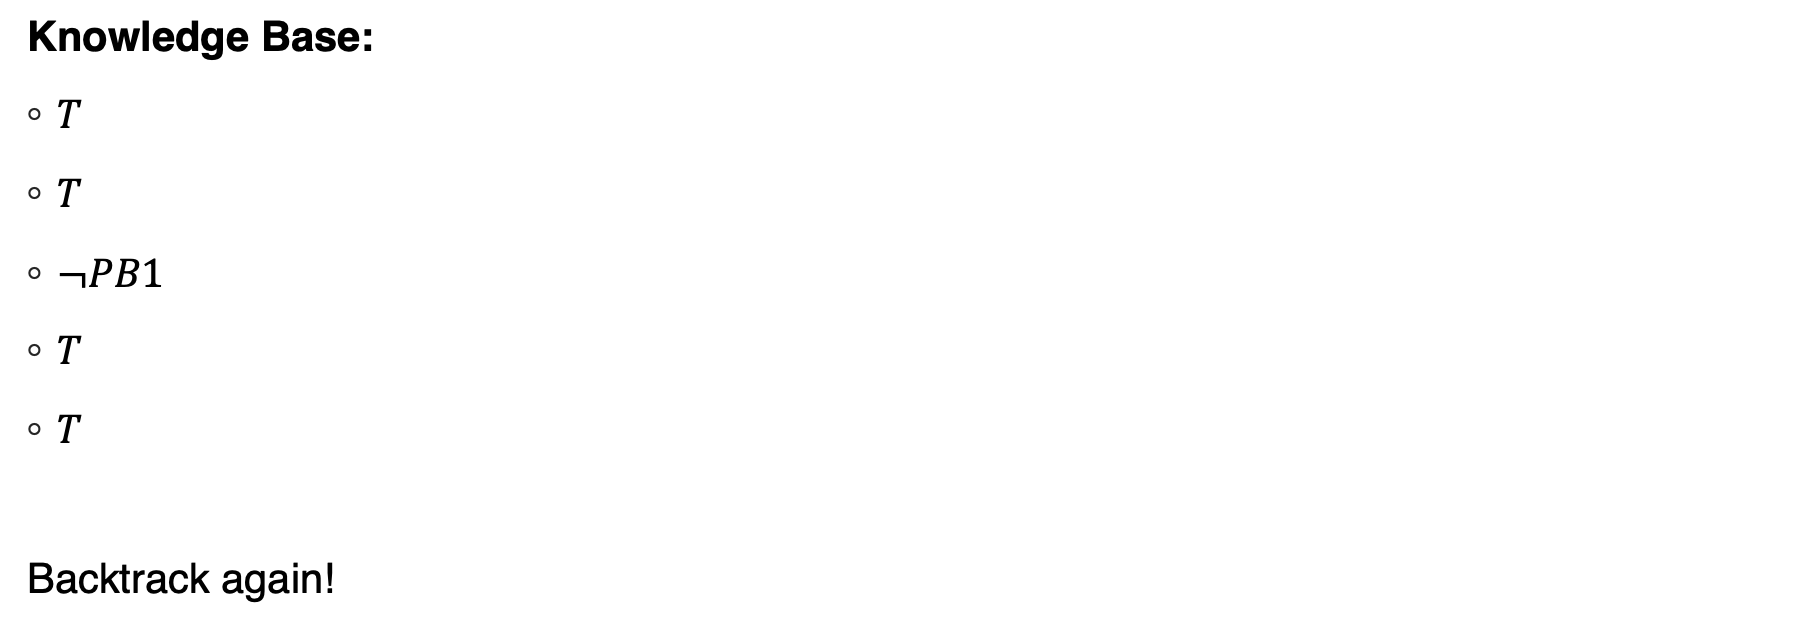 Knowledge Base:
∘ T
∘ T
∘ ¬PB1
∘ T
∘ T
Backtrack again!